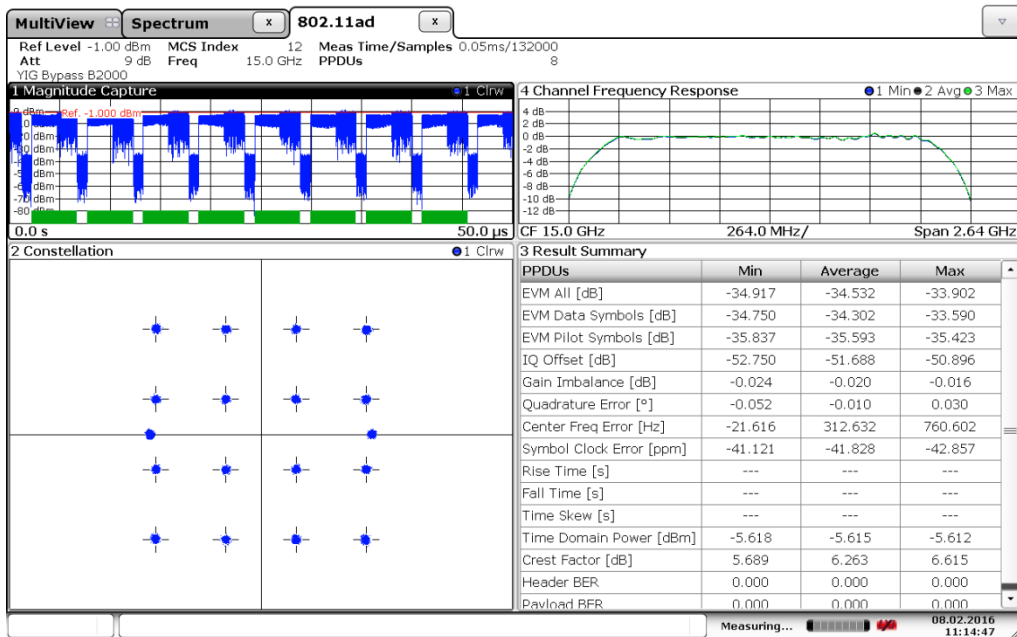 MultiView Spectrum x 802.11ad x
Ref Level -1.00 dBm MCS Index 12 Meas Time/Samples 0.05ms/132000
Att 9 dB Freq 15.0 GHz PPDUs 8
YIG Bypass B2000
1 Magnitude Capture 1 Clrw
Ref. -1.000 dBm
-80
0.0 s 50.0 µs
4 Channel Frequency Response 1 Min 2 Avg 3 Max
4 dB
2 dB
0 dB
-2 dB
-4 dB
-6 dB
-8 dB
-10 dB
-12 dB
CF 15.0 GHz 264.0 MHz/ Span 2.64 GHz
2 Constellation 1 Clrw
3 Result Summary
PPDUs Min Average Max
EVM All [dB] -34.917 -34.532 -33.902
EVM Data Symbols [dB] -34.750 -34.302 -33.590
EVM Pilot Symbols [dB] -35.837 -35.593 -35.423
IQ Offset [dB] -52.750 -51.688 -50.896
Gain Imbalance [dB] -0.024 -0.020 -0.016
Quadrature Error [°] -0.052 -0.010 0.030
Center Freq Error [Hz] -21.616 312.632 760.602
Symbol Clock Error [ppm] -41.121 -41.828 -42.857
Rise Time [s] --- --- ---
Fall Time [s] --- --- ---
Time Skew [s] --- --- ---
Time Domain Power [dBm] -5.618 -5.615 -5.612
Crest Factor [dB] 5.689 6.263 6.615
Header BER 0.000 0.000 0.000
Payload BER 0.000 0.000 0.000
Measuring... 08.02.2016
11:14:47